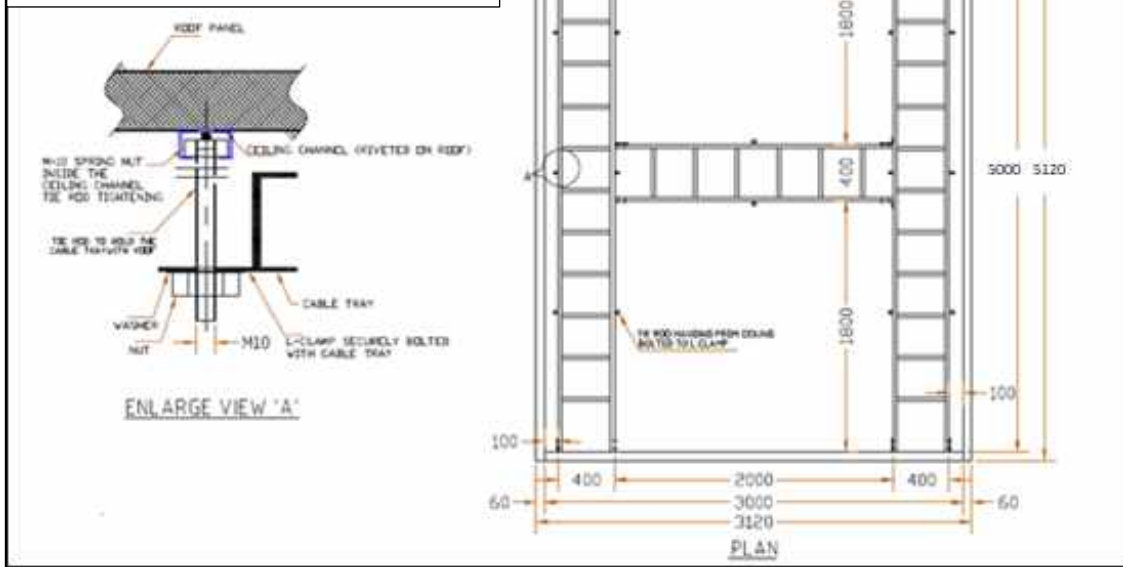 ROOF PANEL
CEILING CHANNEL (RIVETED ON ROOF)
M-10 SPRING NUT
INSIDE THE
CEILING CHANNEL
TIE ROD TIGHTENING
TIE ROD TO HOLD THE
CABLE TRAY WITH ROOF
CABLE TRAY
WASHER
NUT
M10
L-CLAMP SECURELY BOLTED
WITH CABLE TRAY
ENLARGE VIEW 'A'
1800
A
400
5000
5120
1800
TIE ROD HANGING FROM CEILING
BOLTED TO L CLAMP
100
100
400
2000
400
60
3000
60
3120
PLAN